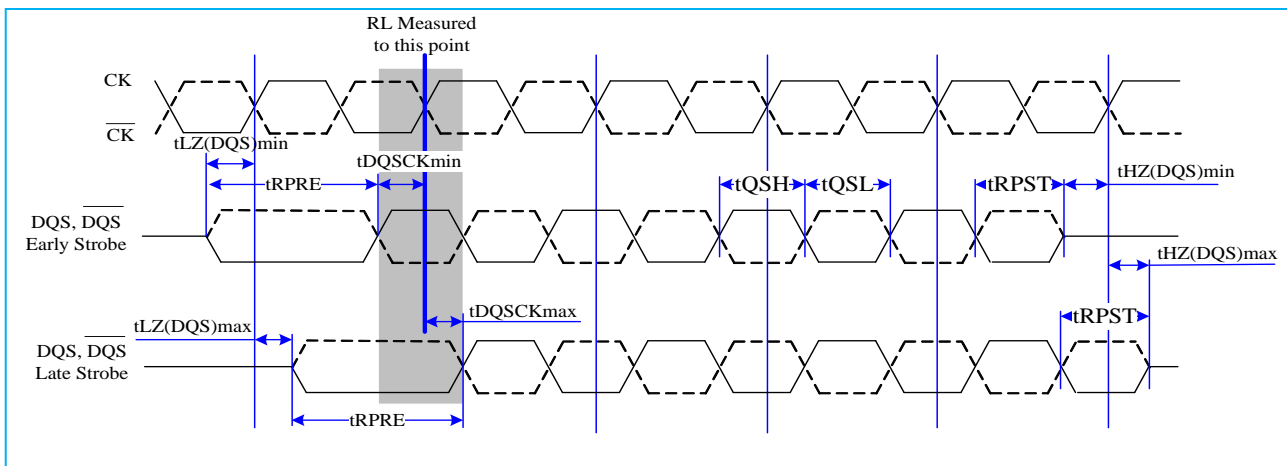 RL Measured
to this point
CK
CK
tLZ(DQS)min
tDQSCKmin
tRPRE
tQSH
tQSL
tRPST
tHZ(DQS)min
DQS, DQS
Early Strobe
tHZ(DQS)max
tDQSCKmax
tLZ(DQS)max
tRPST
DQS, DQS
Late Strobe
tRPRE